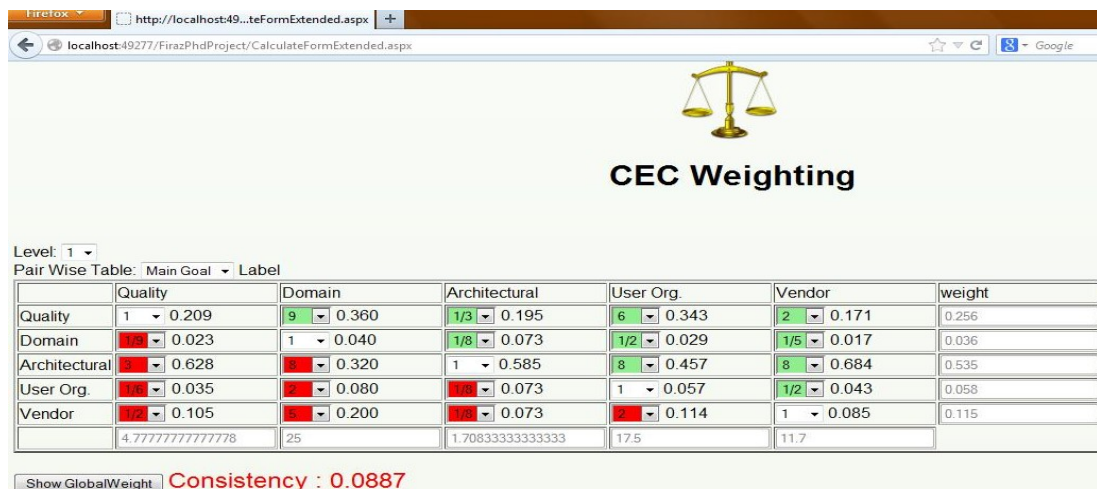 Firefox
http://localhost:49...teFormExtended.aspx +
localhost:49277/FirazPhdProject/CalculateFormExtended.aspx 8 - Google
CEC Weighting
Level: 1
Pair Wise Table: Main Goal Label
Quality Domain Architectural User Org. Vendor weight
Quality 1 0.209 9 0.360 1/3 0.195 6 0.343 2 0.171 0.256
Domain 1/9 0.023 1 0.040 1/8 0.073 1/2 0.029 1/5 0.017 0.036
Architectural 3 0.628 8 0.320 1 0.585 8 0.457 8 0.684 0.535
User Org. 1/6 0.035 2 0.080 1/8 0.073 1 0.057 1/2 0.043 0.058
Vendor 1/2 0.105 5 0.200 1/8 0.073 2 0.114 1 0.085 0.115
4.77777777777778 25 1.70833333333333 17.5 11.7
Show GlobalWeight Consistency : 0.0887